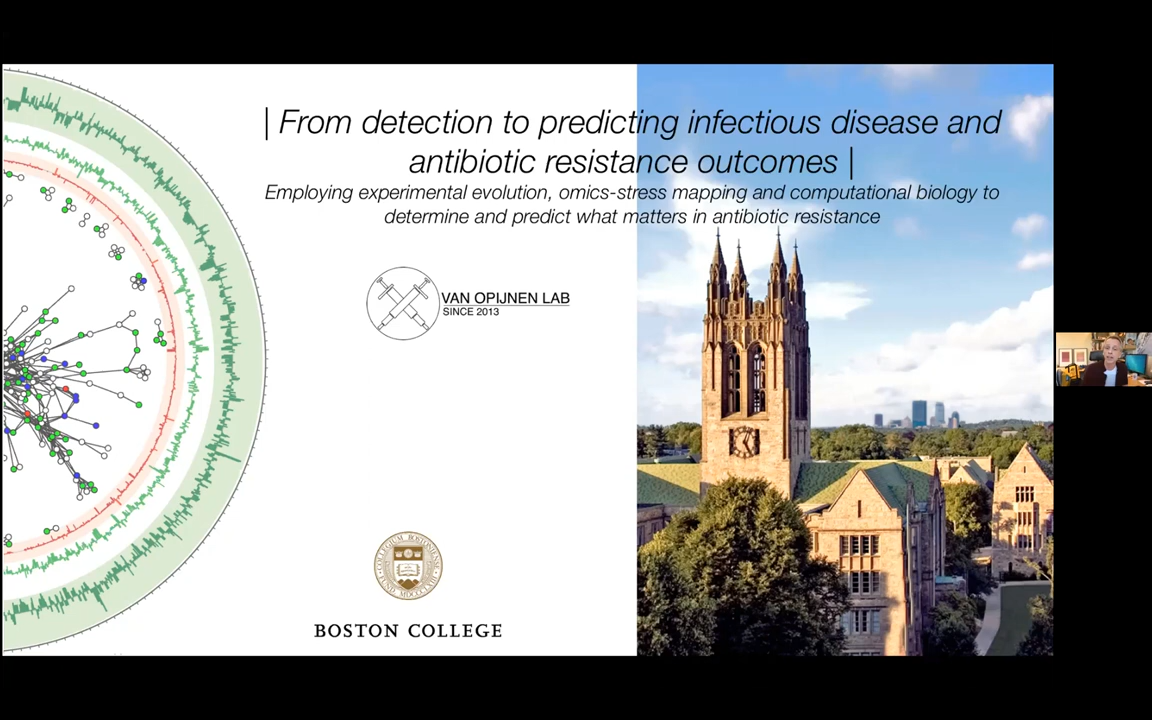 | From detection to predicting infectious disease and
antibiotic resistance outcomes |
Employing experimental evolution, omics-stress mapping and computational biology to
determine and predict what matters in antibiotic resistance
VAN OPIJNEN LAB
SINCE 2013
BOSTON COLLEGE